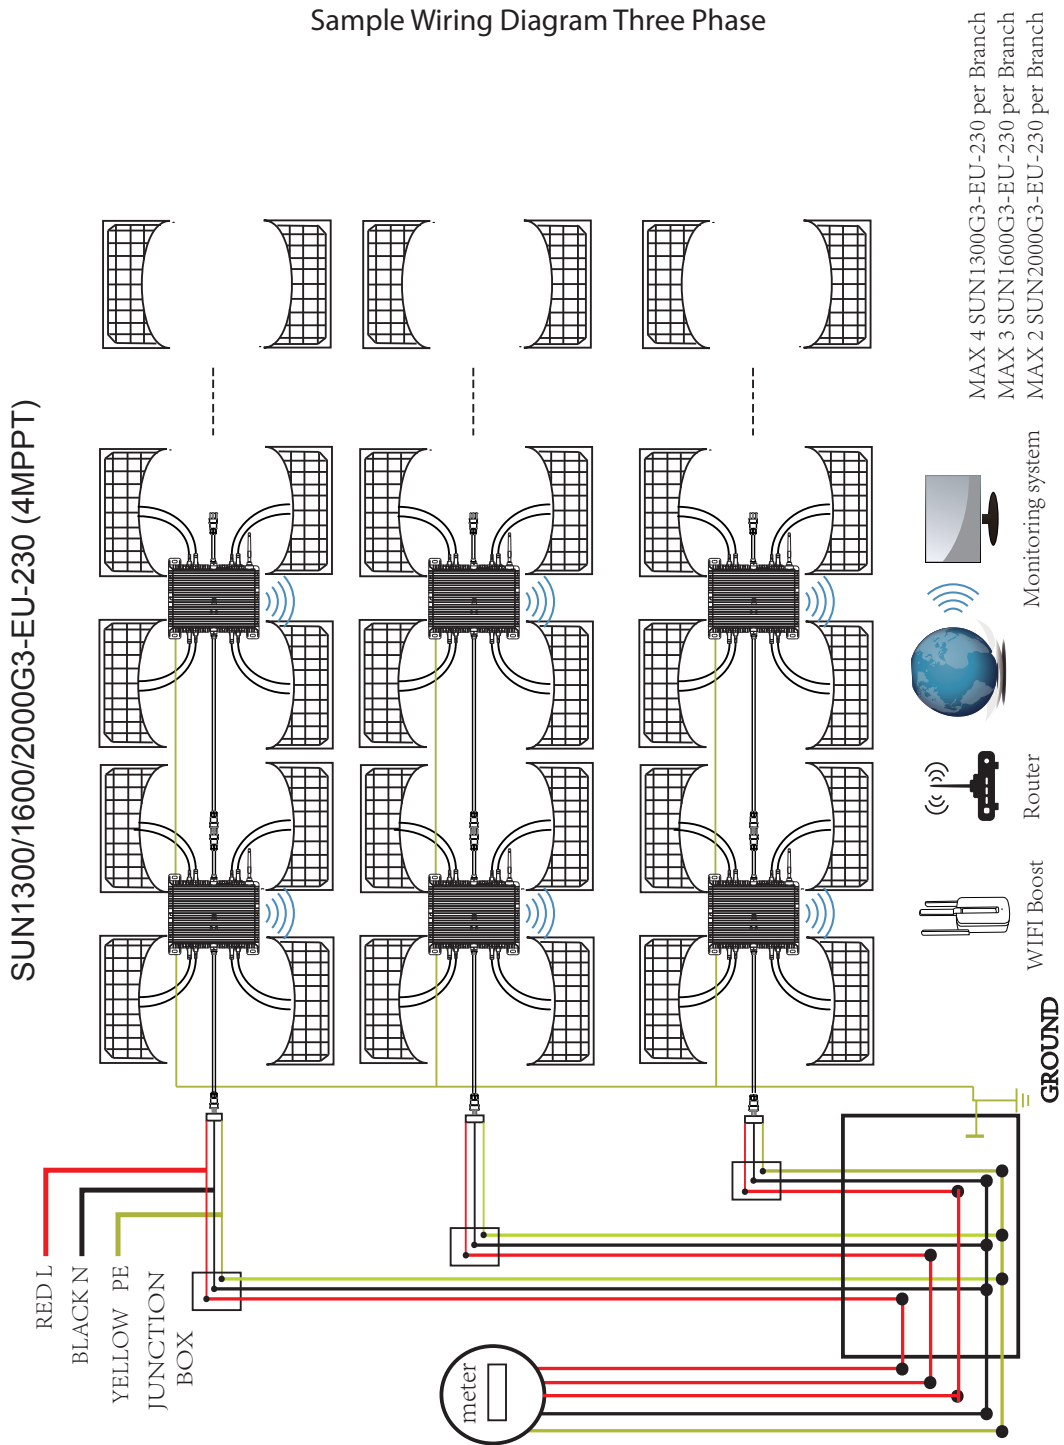 Sample Wiring Diagram Three Phase
SUN1300/1600/2000G3-EU-230 (4MPPT)
MAX 4 SUN1300G3-EU-230 per Branch
MAX 3 SUN1600G3-EU-230 per Branch
MAX 2 SUN2000G3-EU-230 per Branch
RED L
BLACK N
YELLOW PE
JUNCTION
BOX
meter
GROUND
WIFI Boost
Router
Monitoring system